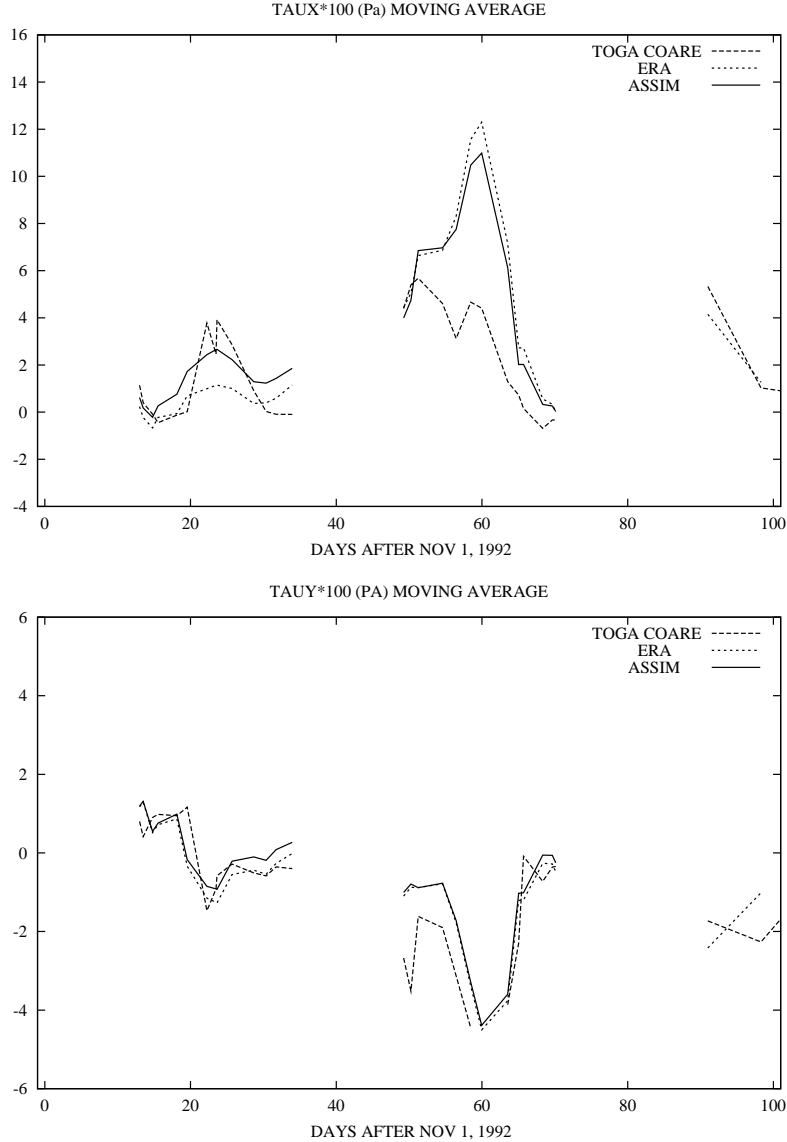 TAUX*100 (Pa) MOVING AVERAGE
16
14
12
10
8
6
4
2
0
-2
-4
TOGA COARE
ERA
ASSIM
0 20 40 60 80 100
DAYS AFTER NOV 1, 1992
TAUY*100 (PA) MOVING AVERAGE
6
4
2
0
-2
-4
-6
TOGA COARE
ERA
ASSIM
0 20 40 60 80 100
DAYS AFTER NOV 1, 1992